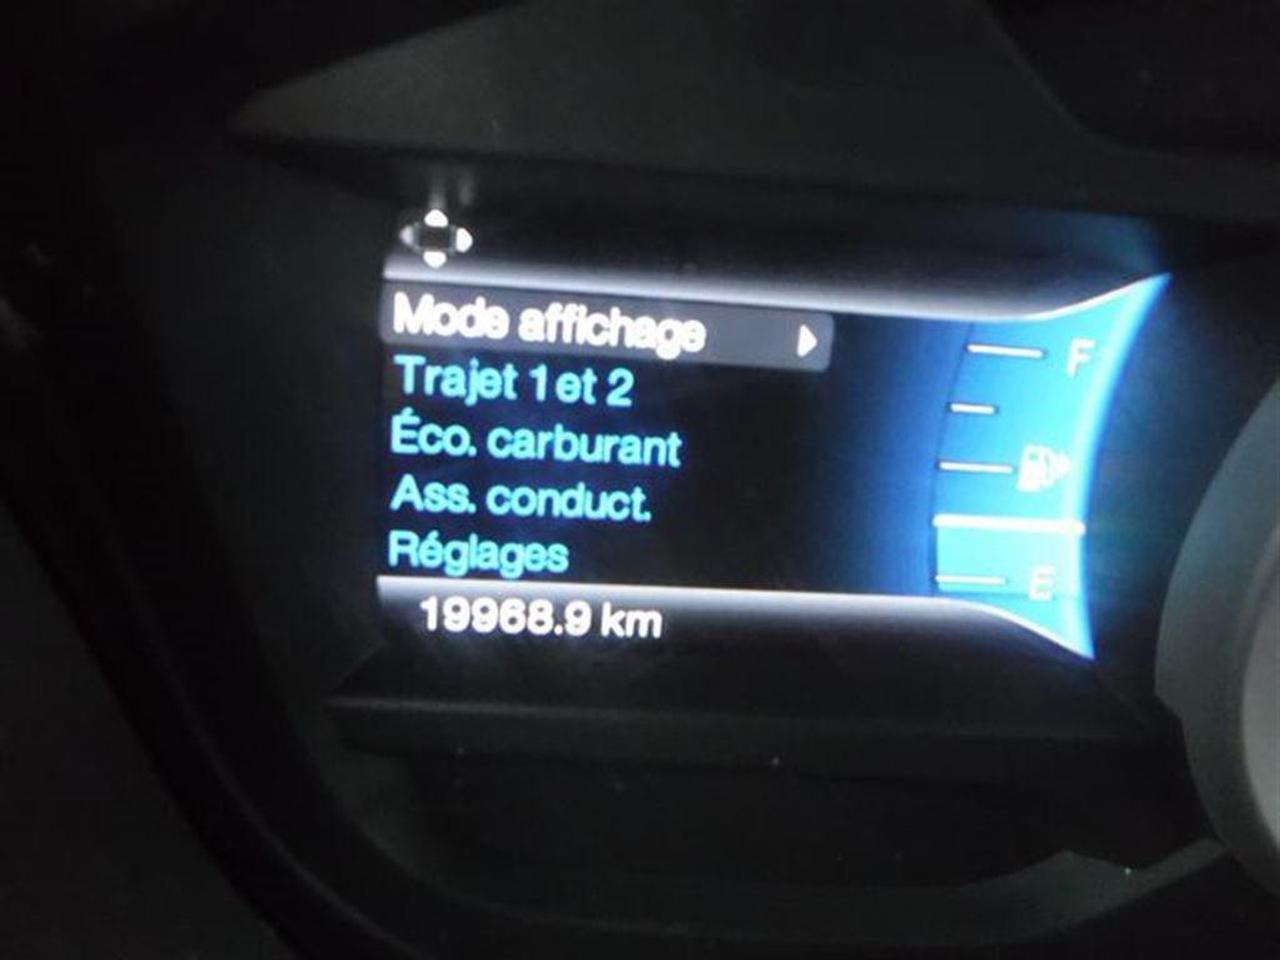 Mode affichage
Trajet 1 et 2
Éco. carburant
Ass. conduct.
Réglages
19968.9 km
F
E